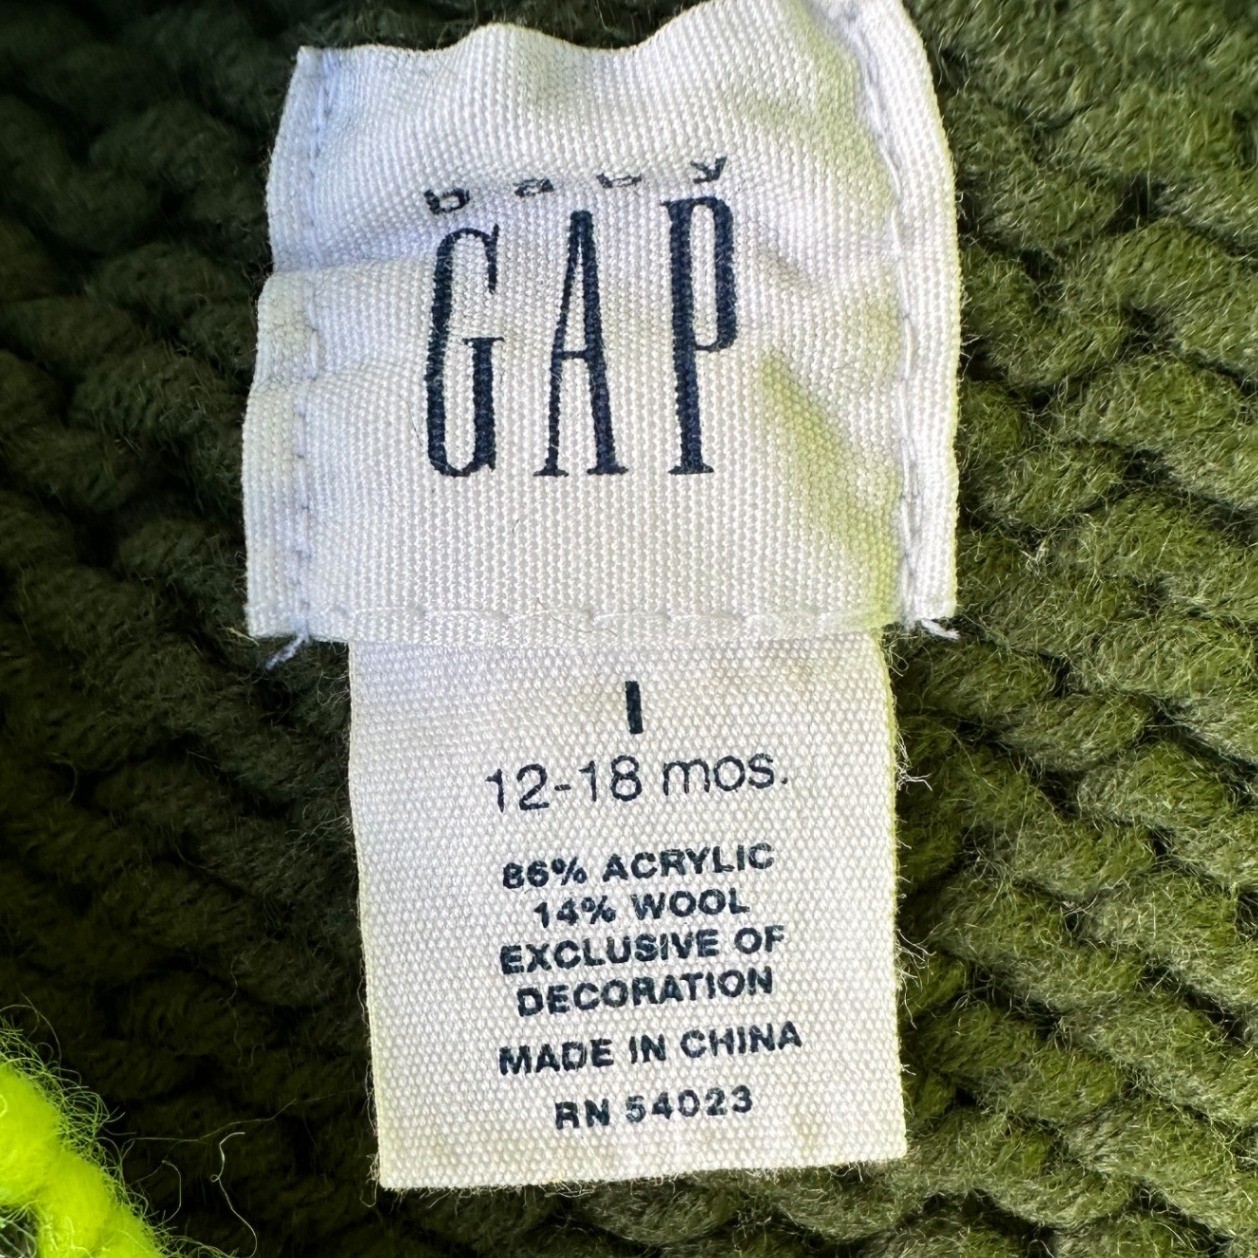 baby
GAP
I
12-18 mos.
86% ACRYLIC
14% WOOL
EXCLUSIVE OF
DECORATION
MADE IN CHINA
RN 54023